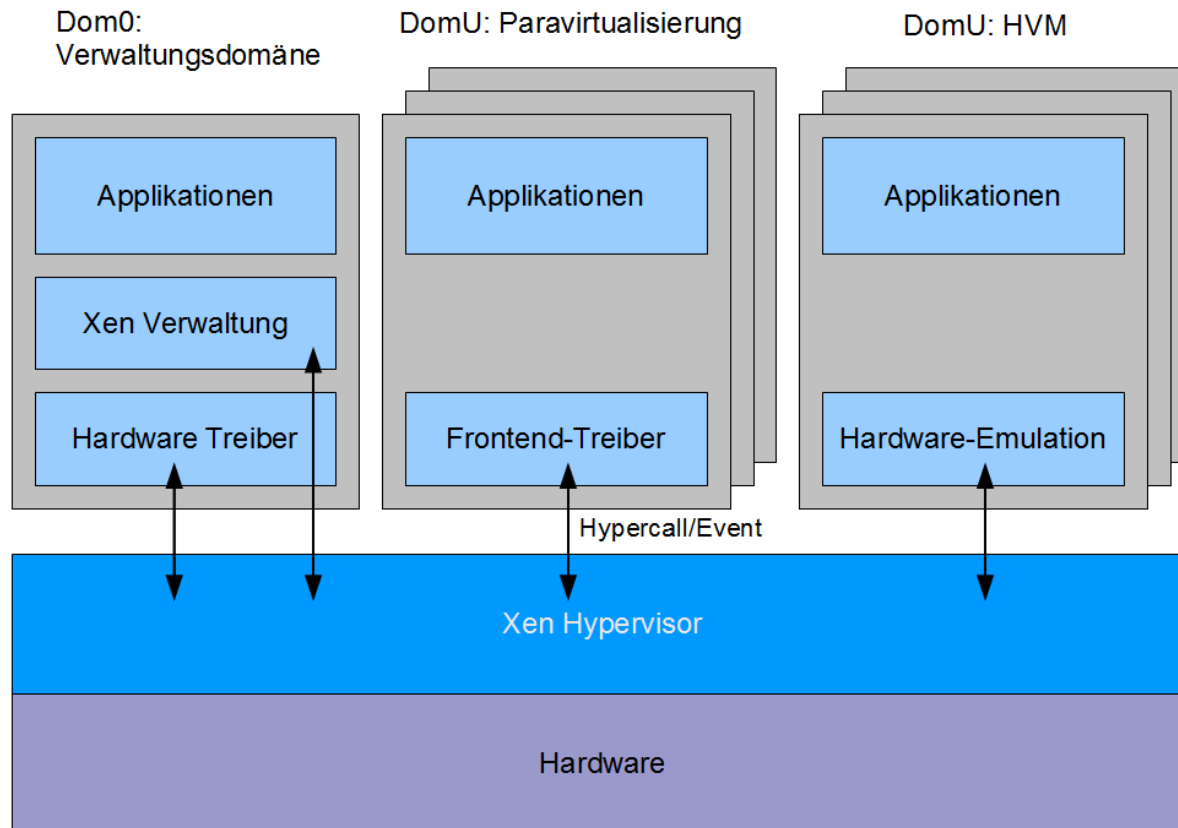 Dom0:
Verwaltungsdomäne
DomU: Paravirtualisierung
DomU: HVM
Applikationen
Applikationen
Applikationen
Xen Verwaltung
Hardware Treiber
Frontend-Treiber
Hardware-Emulation
Hypercall/Event
Xen Hypervisor
Hardware